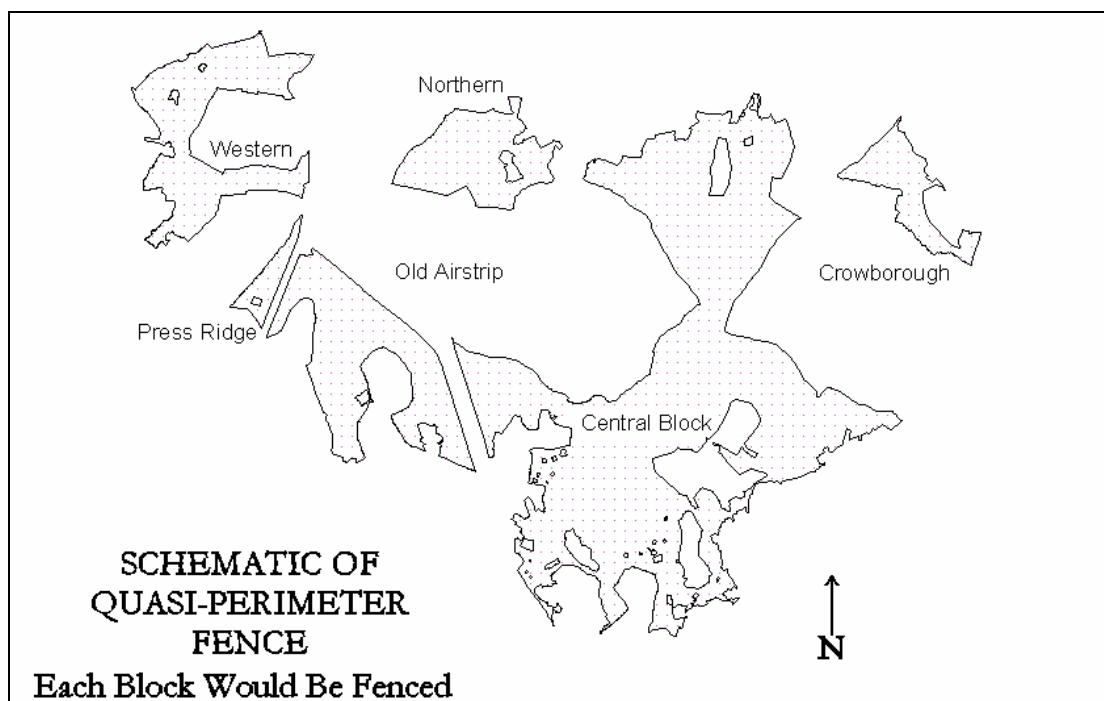 Northern
Western
Old Airstrip
Crowborough
Press Ridge
Central Block
SCHEMATIC OF
QUASI-PERIMETER
FENCE
Each Block Would Be Fenced
N